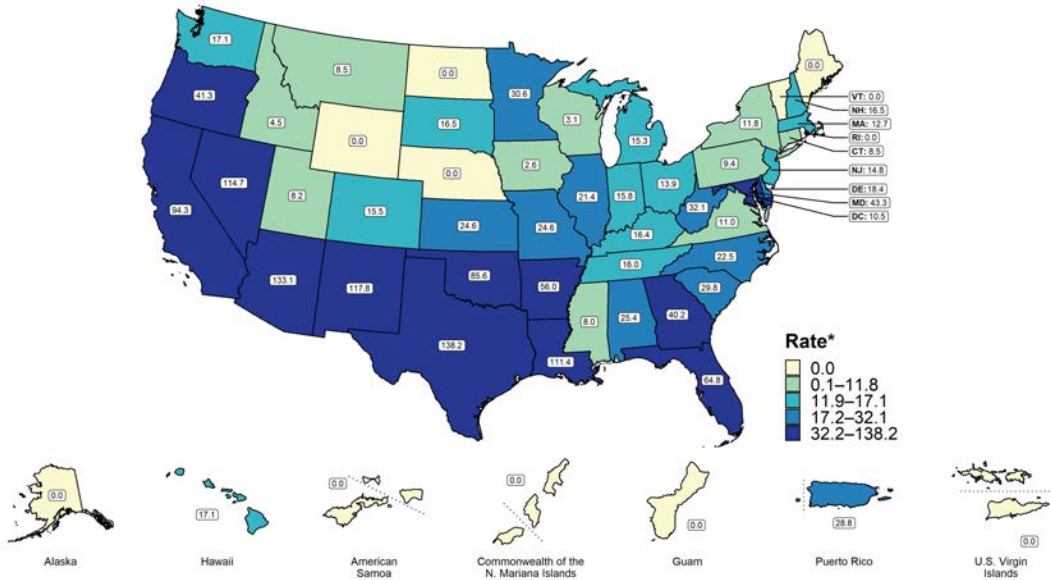 17.1
0.0
8.5
0.0
30.6
VT: 0.0
41.3
NH: 16.5
11.8
MA: 12.7
4.5
16.5
3.1
RI: 0.0
15.3
CT: 8.5
0.0
9.4
NJ: 14.8
2.6
0.0
13.9
DE: 18.4
114.7
15.8
MD: 43.3
21.4
32.1
8.2
DC: 10.5
94.3
15.5
11.0
24.6
24.6
16.4
22.5
16.0
133.1
85.6
117.8
56.0
29.8
8.0
25.4
40.2
138.2
Rate*
111.4
0.0
64.8
0.1–11.8
11.9–17.1
17.2–32.1
32.2–138.2
0.0
0.0
0.0
17.1
0.0
28.8
0.0
Alaska
Hawaii
American
Samoa
Commonwealth of the
N. Mariana Islands
Guam
Puerto Rico
U.S. Virgin
Islands